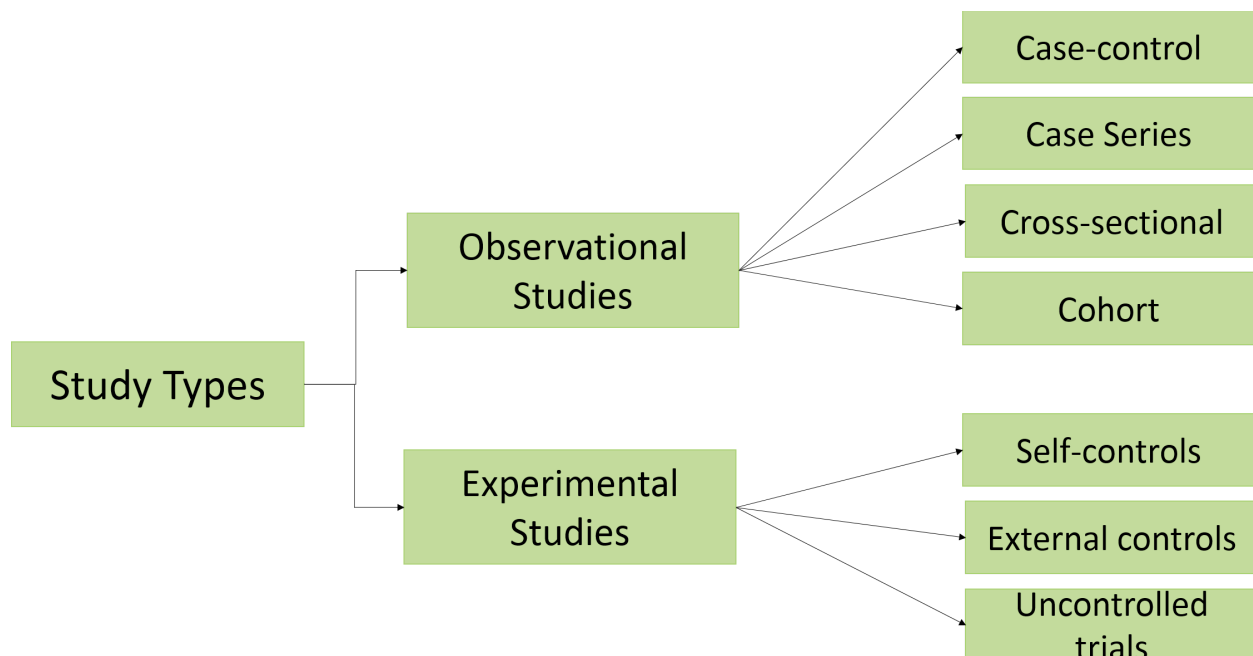 Study Types
Observational
Studies
Experimental
Studies
Case-control
Case Series
Cross-sectional
Cohort
Self-controls
External controls
Uncontrolled
trials